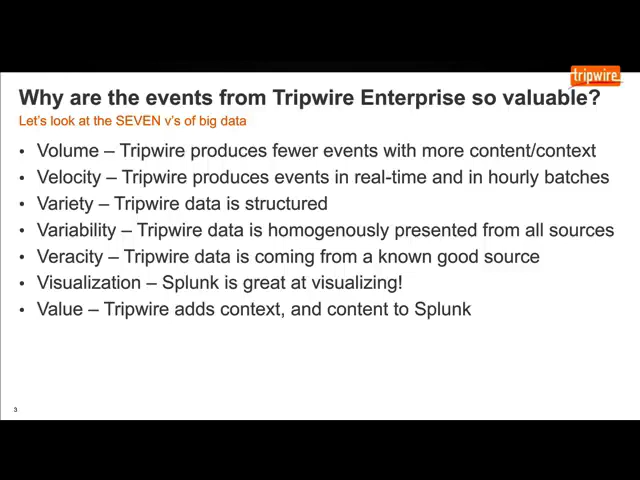 tripwire
Why are the events from Tripwire Enterprise so valuable?
Let's look at the SEVEN v's of big data
• Volume – Tripwire produces fewer events with more content/context
• Velocity – Tripwire produces events in real-time and in hourly batches
• Variety – Tripwire data is structured
• Variability – Tripwire data is homogenously presented from all sources
• Veracity – Tripwire data is coming from a known good source
• Visualization – Splunk is great at visualizing!
• Value – Tripwire adds context, and content to Splunk
3